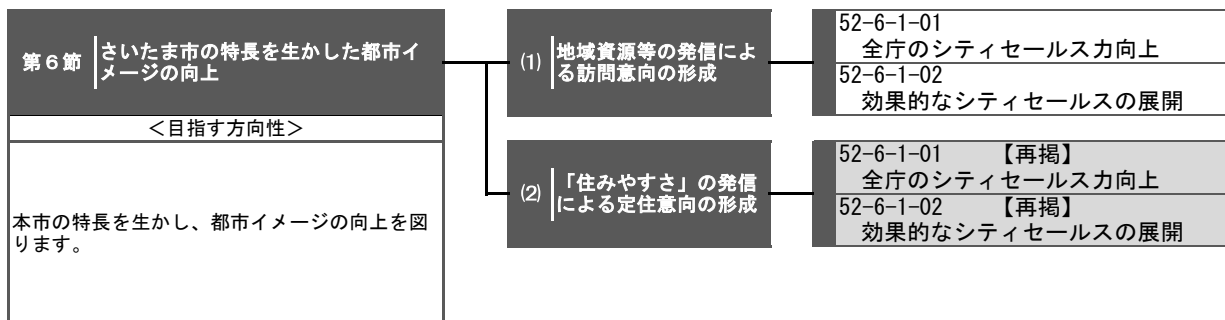 第６節
さいたま市の特長を生かした都市イ
メージの向上
＜目指す方向性＞
本市の特長を生かし、都市イメージの向上を図
ります。
⑴
地域資源等の発信によ
る訪問意向の形成
52-6-1-01
全庁のシティセールス力向上
52-6-1-02
効果的なシティセールスの展開
⑵
「住みやすさ」の発信
による定住意向の形成
52-6-1-01　　【再掲】
全庁のシティセールス力向上
52-6-1-02　　【再掲】
効果的なシティセールスの展開